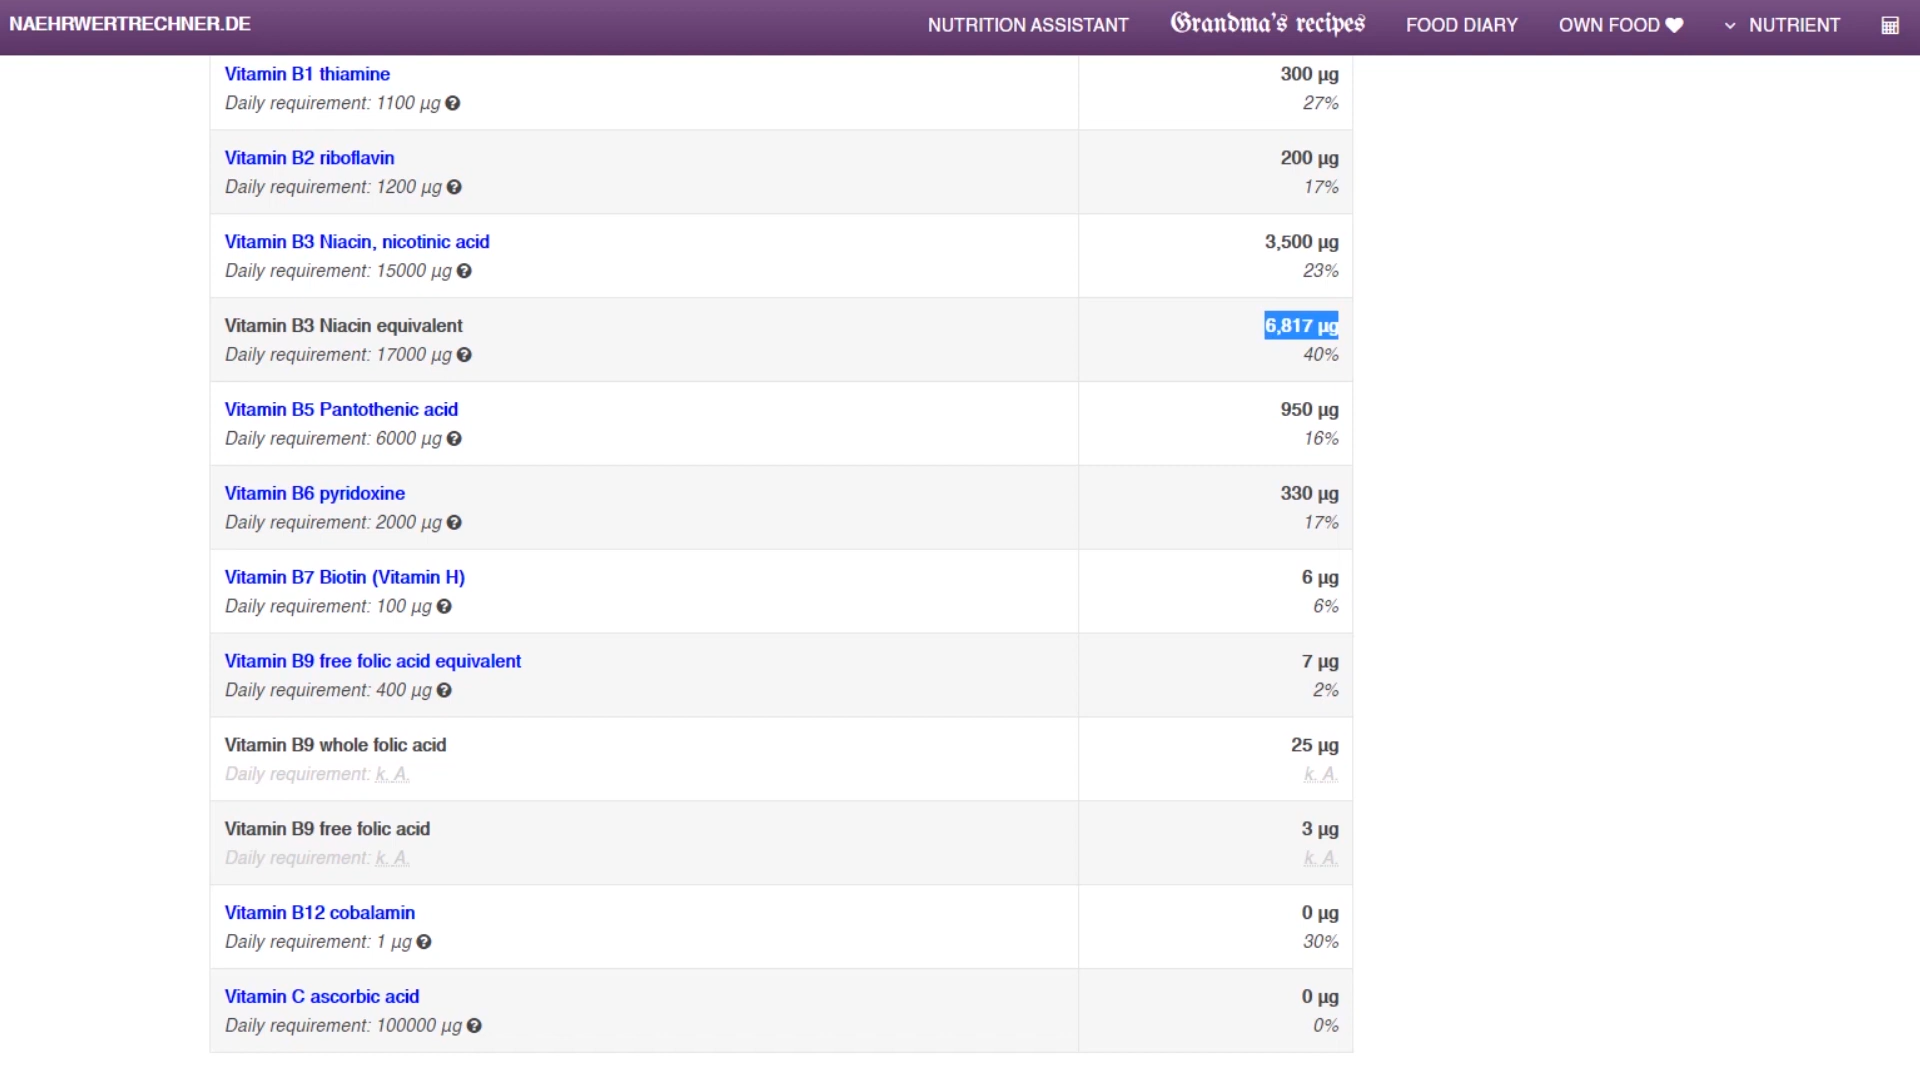 NAEHRWERTRECHNER.DE NUTRITION ASSISTANT Grandma's recipes FOOD DIARY OWN FOOD NUTRIENT
Vitamin B1 thiamine 300 µg
Daily requirement: 1100 µg 27%
Vitamin B2 riboflavin 200 µg
Daily requirement: 1200 µg 17%
Vitamin B3 Niacin, nicotinic acid 3,500 µg
Daily requirement: 15000 µg 23%
Vitamin B3 Niacin equivalent 6,817 µg
Daily requirement: 17000 µg 40%
Vitamin B5 Pantothenic acid 950 µg
Daily requirement: 6000 µg 16%
Vitamin B6 pyridoxine 330 µg
Daily requirement: 2000 µg 17%
Vitamin B7 Biotin (Vitamin H) 6 µg
Daily requirement: 100 µg 6%
Vitamin B9 free folic acid equivalent 7 µg
Daily requirement: 400 µg 2%
Vitamin B9 whole folic acid 25 µg
Daily requirement: k. A. k. A.
Vitamin B9 free folic acid 3 µg
Daily requirement: k. A. k. A.
Vitamin B12 cobalamin 0 µg
Daily requirement: 1 µg 30%
Vitamin C ascorbic acid 0 µg
Daily requirement: 100000 µg 0%